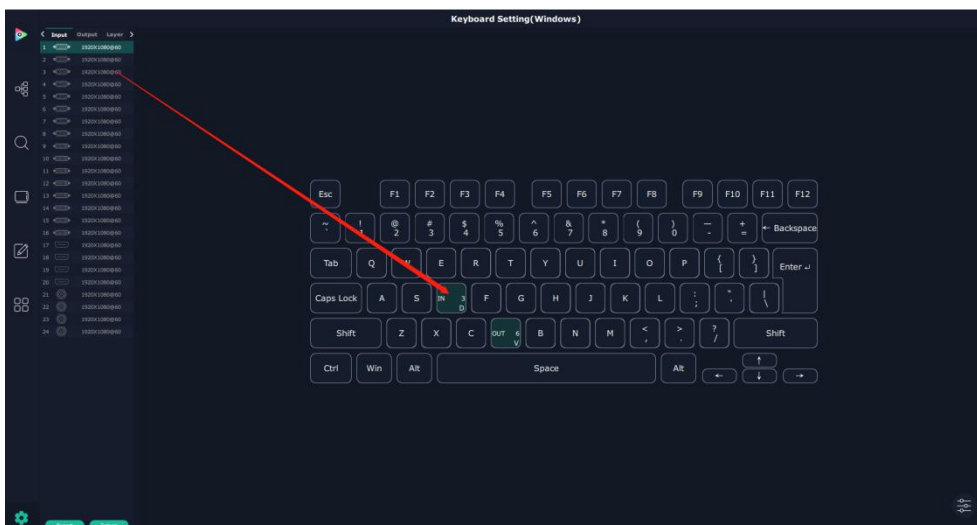 Keyboard Setting(Windows)
Input Output Layer
1 1920X1080@60
2 1920X1080@60
3 1920X1080@60
4 1920X1080@60
5 1920X1080@60
6 1920X1080@60
7 1920X1080@60
8 1920X1080@60
9 1920X1080@60
10 1920X1080@60
11 1920X1080@60
12 1920X1080@60
13 1920X1080@60
14 1920X1080@60
15 1920X1080@60
16 1920X1080@60
17 1920X1080@60
18 1920X1080@60
19 1920X1080@60
20 1920X1080@60
21 1920X1080@60
22 1920X1080@60
23 1920X1080@60
24 1920X1080@60
Esc F1 F2 F3 F4 F5 F6 F7 F8 F9 F10 F11 F12
~ ! @ # $ % ^ & * ( ) — +
` 1 2 3 4 5 6 7 8 9 0 - = ← Backspace
Tab Q W E R T Y U I O P { [ } ] Enter ↵
Caps Lock A S IN 3 D F G H J K L : ; " ' | \
Shift Z X C OUT 6 V B N M < , > . ? / Shift
Ctrl Win Alt Space Alt ← ↑ ↓ →